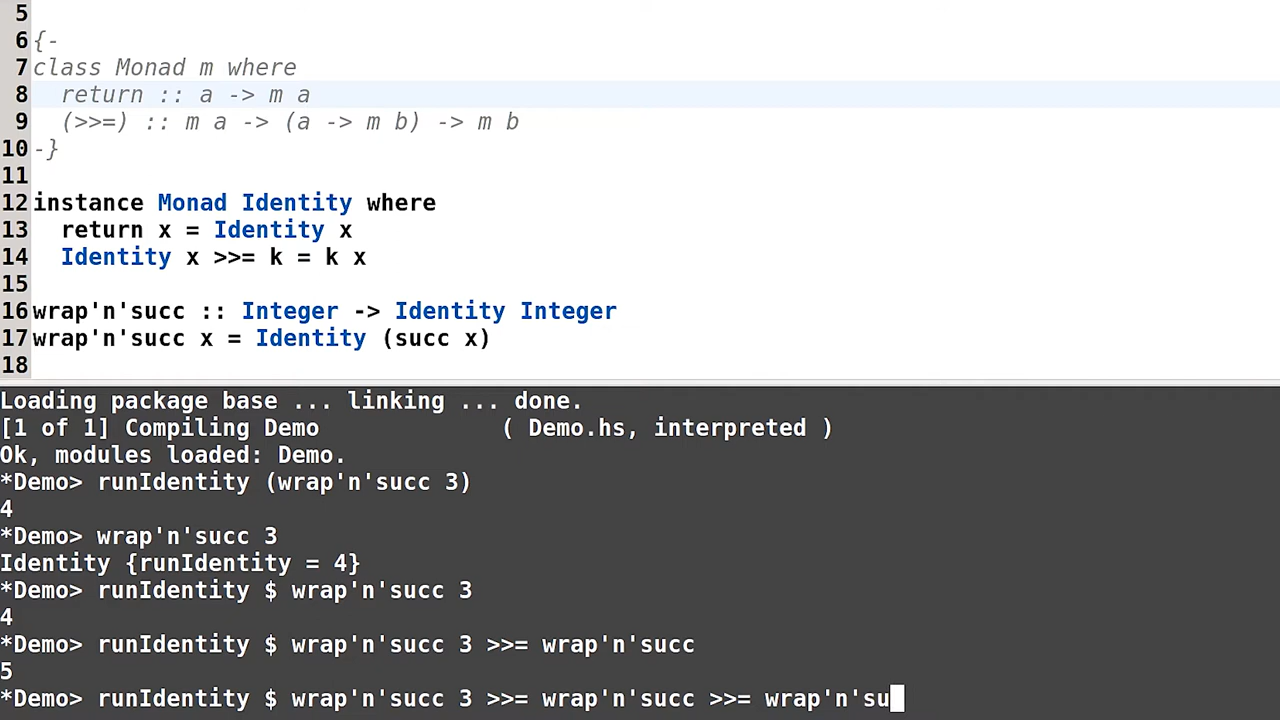 5
6 {-
7 class Monad m where
8   return :: a -> m a
9   (>>=) :: m a -> (a -> m b) -> m b
10 -}
11
12 instance Monad Identity where
13   return x = Identity x
14   Identity x >>= k = k x
15
16 wrap'n'succ :: Integer -> Identity Integer
17 wrap'n'succ x = Identity (succ x)
18
Loading package base ... linking ... done.
[1 of 1] Compiling Demo             ( Demo.hs, interpreted )
Ok, modules loaded: Demo.
*Demo> runIdentity (wrap'n'succ 3)
4
*Demo> wrap'n'succ 3
Identity {runIdentity = 4}
*Demo> runIdentity $ wrap'n'succ 3
4
*Demo> runIdentity $ wrap'n'succ 3 >>= wrap'n'succ
5
*Demo> runIdentity $ wrap'n'succ 3 >>= wrap'n'succ >>= wrap'n'su